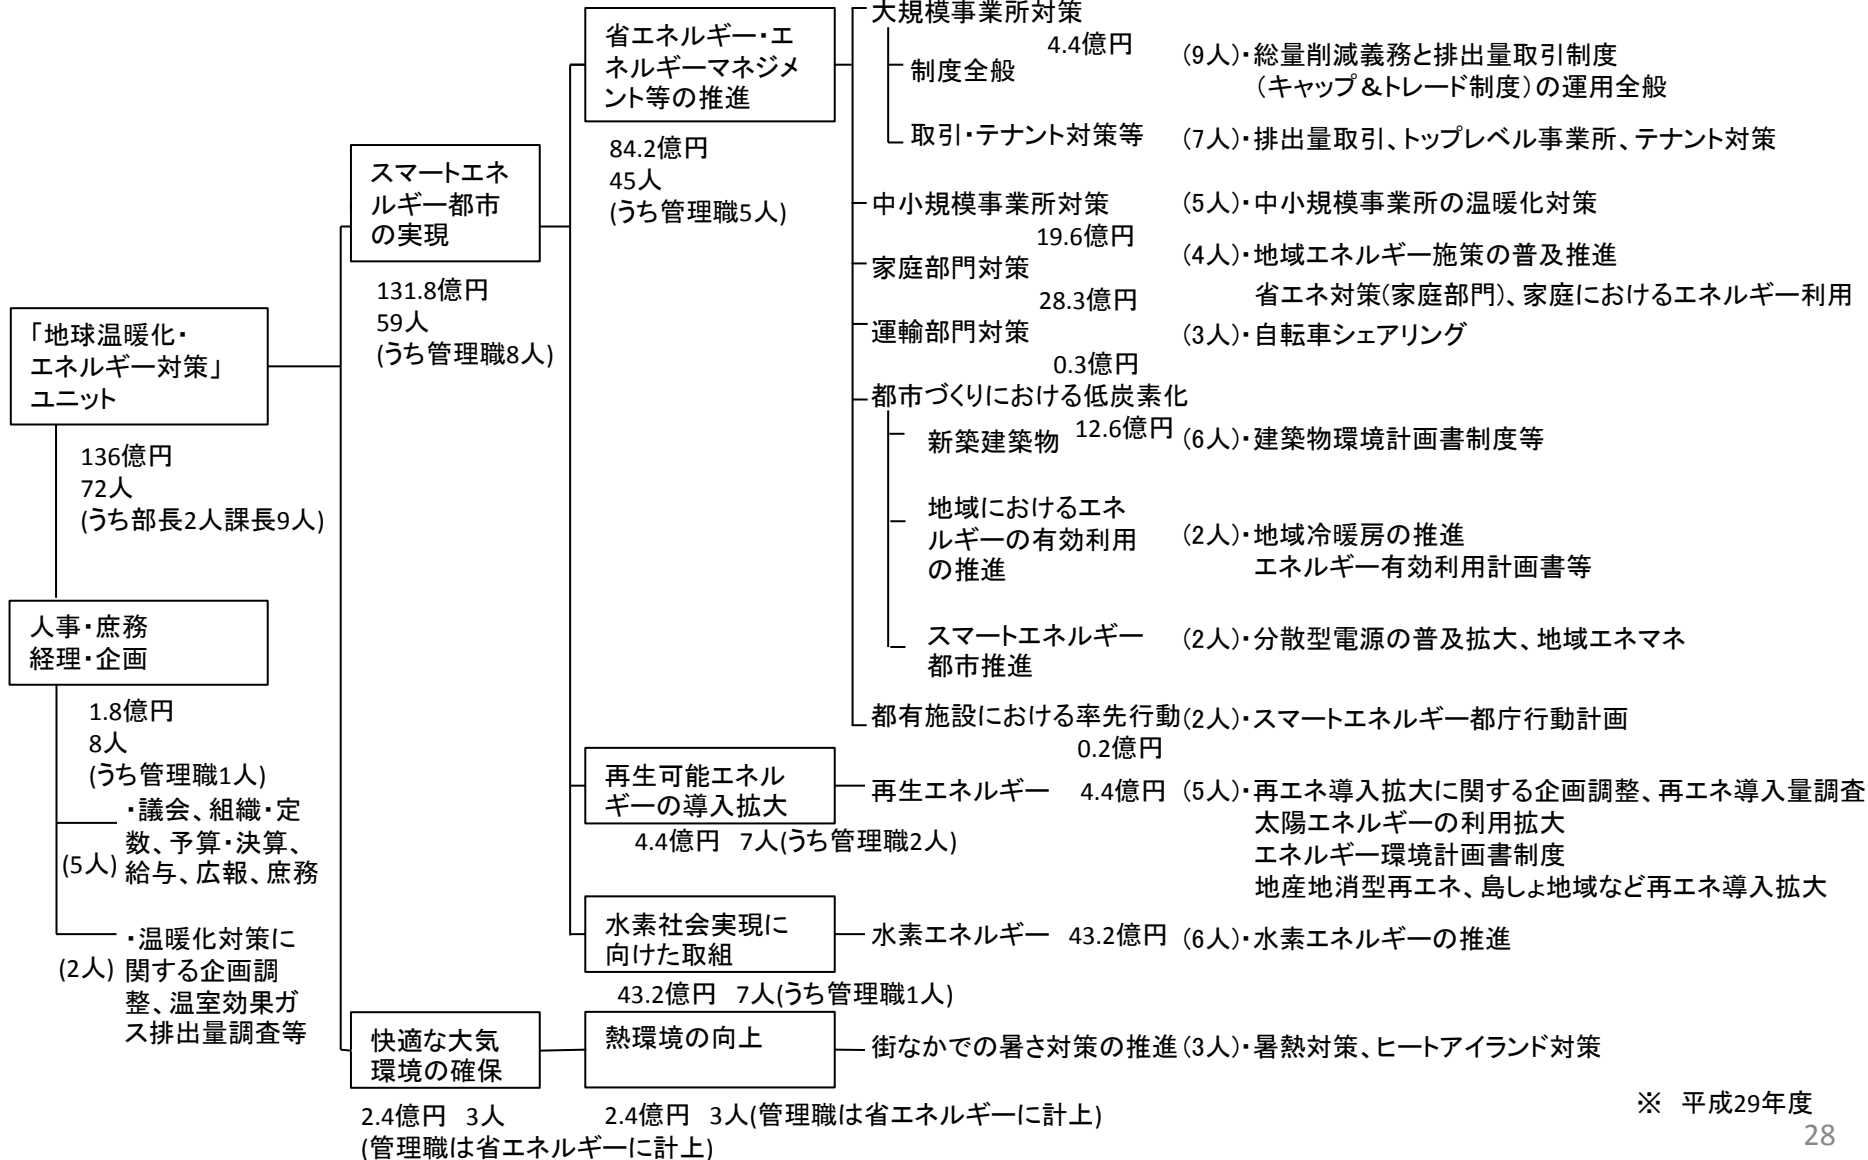 「地球温暖化・
エネルギー対策」
ユニット
136億円
72人
(うち部長2人課長9人)
人事・庶務
経理・企画
1.8億円
8人
(うち管理職1人)
・議会、組織・定
数、予算・決算、
(5人) 給与、広報、庶務
・温暖化対策に
(2人) 関する企画調
整、温室効果ガ
ス排出量調査等
スマートエネ
ルギー都市
の実現
131.8億円
59人
(うち管理職8人)
省エネルギー・エ
ネルギーマネジメ
ント等の推進
84.2億円
45人
(うち管理職5人)
大規模事業所対策
4.4億円
制度全般
(9人)・総量削減義務と排出量取引制度
（キャップ＆トレード制度）の運用全般
取引・テナント対策等 (7人)・排出量取引、トップレベル事業所、テナント対策
中小規模事業所対策 (5人)・中小規模事業所の温暖化対策
19.6億円
家庭部門対策 (4人)・地域エネルギー施策の普及推進
28.3億円 省エネ対策(家庭部門)、家庭におけるエネルギー利用
運輸部門対策 (3人)・自転車シェアリング
0.3億円
都市づくりにおける低炭素化
12.6億円
新築建築物 (6人)・建築物環境計画書制度等
地域におけるエネ
ルギーの有効利用 (2人)・地域冷暖房の推進
の推進 エネルギー有効利用計画書等
スマートエネルギー (2人)・分散型電源の普及拡大、地域エネマネ
都市推進
都有施設における率先行動(2人)・スマートエネルギー都庁行動計画
0.2億円
再生可能エネル
ギーの導入拡大
4.4億円 7人(うち管理職2人)
再生エネルギー 4.4億円 (5人)・再エネ導入拡大に関する企画調整、再エネ導入量調査
太陽エネルギーの利用拡大
エネルギー環境計画書制度
地産地消型再エネ、島しょ地域など再エネ導入拡大
水素社会実現に
向けた取組
43.2億円 7人(うち管理職1人)
水素エネルギー 43.2億円 (6人)・水素エネルギーの推進
快適な大気
環境の確保
2.4億円 3人
(管理職は省エネルギーに計上)
熱環境の向上
2.4億円 3人(管理職は省エネルギーに計上)
街なかでの暑さ対策の推進(3人)・暑熱対策、ヒートアイランド対策
※ 平成29年度
28